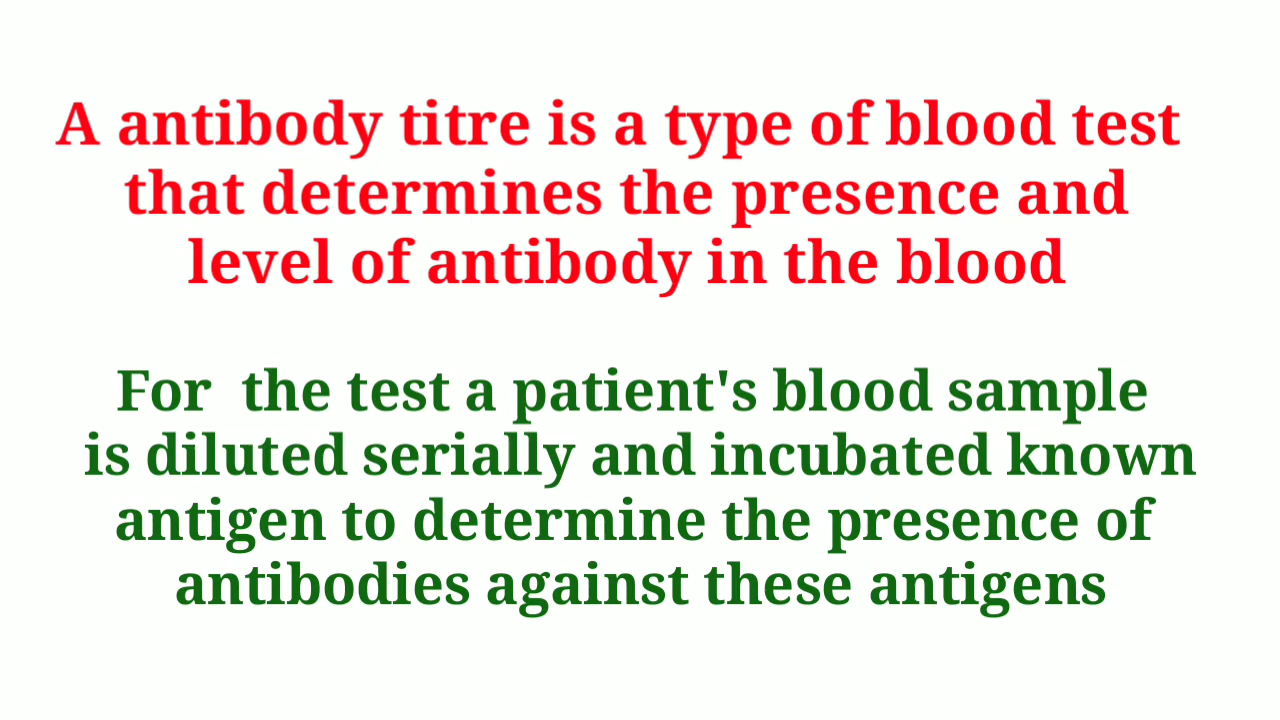 A antibody titre is a type of blood test
that determines the presence and
level of antibody in the blood
For  the test a patient's blood sample
is diluted serially and incubated known
antigen to determine the presence of
antibodies against these antigens